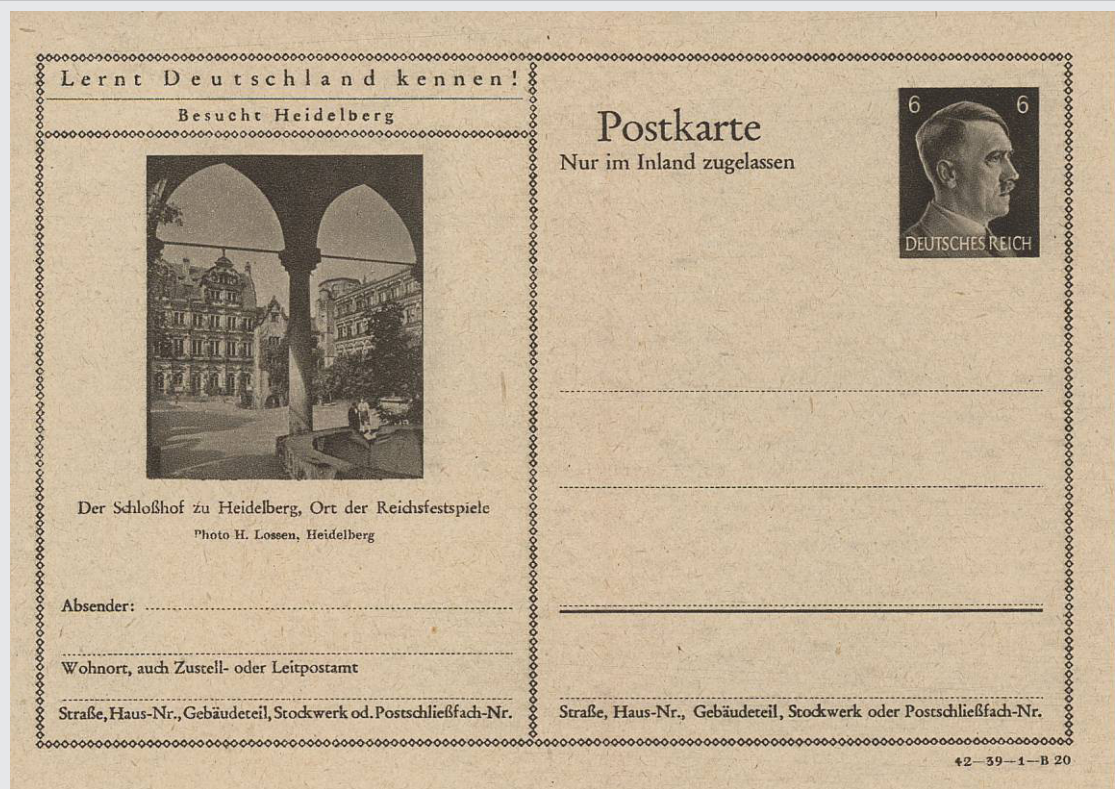 Lernt Deutschland kennen!
Besucht Heidelberg
Der Schloßhof zu Heidelberg, Ort der Reichsfestspiele
Photo H. Lossen, Heidelberg
Absender:
Wohnort, auch Zustell- oder Leitpostamt
Straße, Haus-Nr., Gebäudeteil, Stockwerk od. Postschließfach-Nr.
Postkarte
Nur im Inland zugelassen
6 6
DEUTSCHES REICH
Straße, Haus-Nr., Gebäudeteil, Stockwerk oder Postschließfach-Nr.
42—39—1—B 20